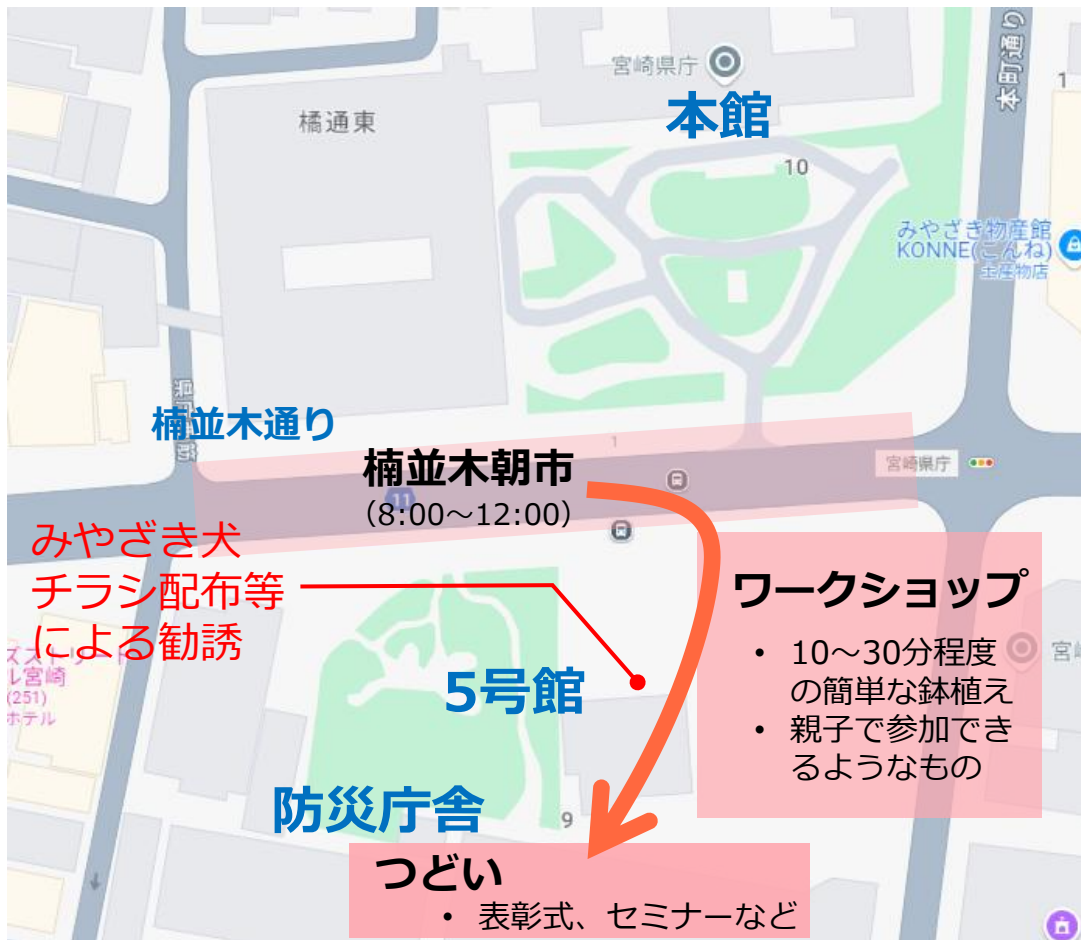 宮崎県庁
本館
本町通り
1
橘通東
10
みやざき物産館
KONNE(こんね)
土産物店
楠並木通り
1
楠並木朝市
（8:00～12:00）
11
宮崎県庁
みやざき犬
チラシ配布等
による勧誘
ル宮崎
(251)
ホテル
ワークショップ
• 10～30分程度
の簡単な鉢植え
• 親子で参加でき
るようなもの
宮崎
5号館
防災庁舎
9
つどい
• 表彰式、セミナーなど